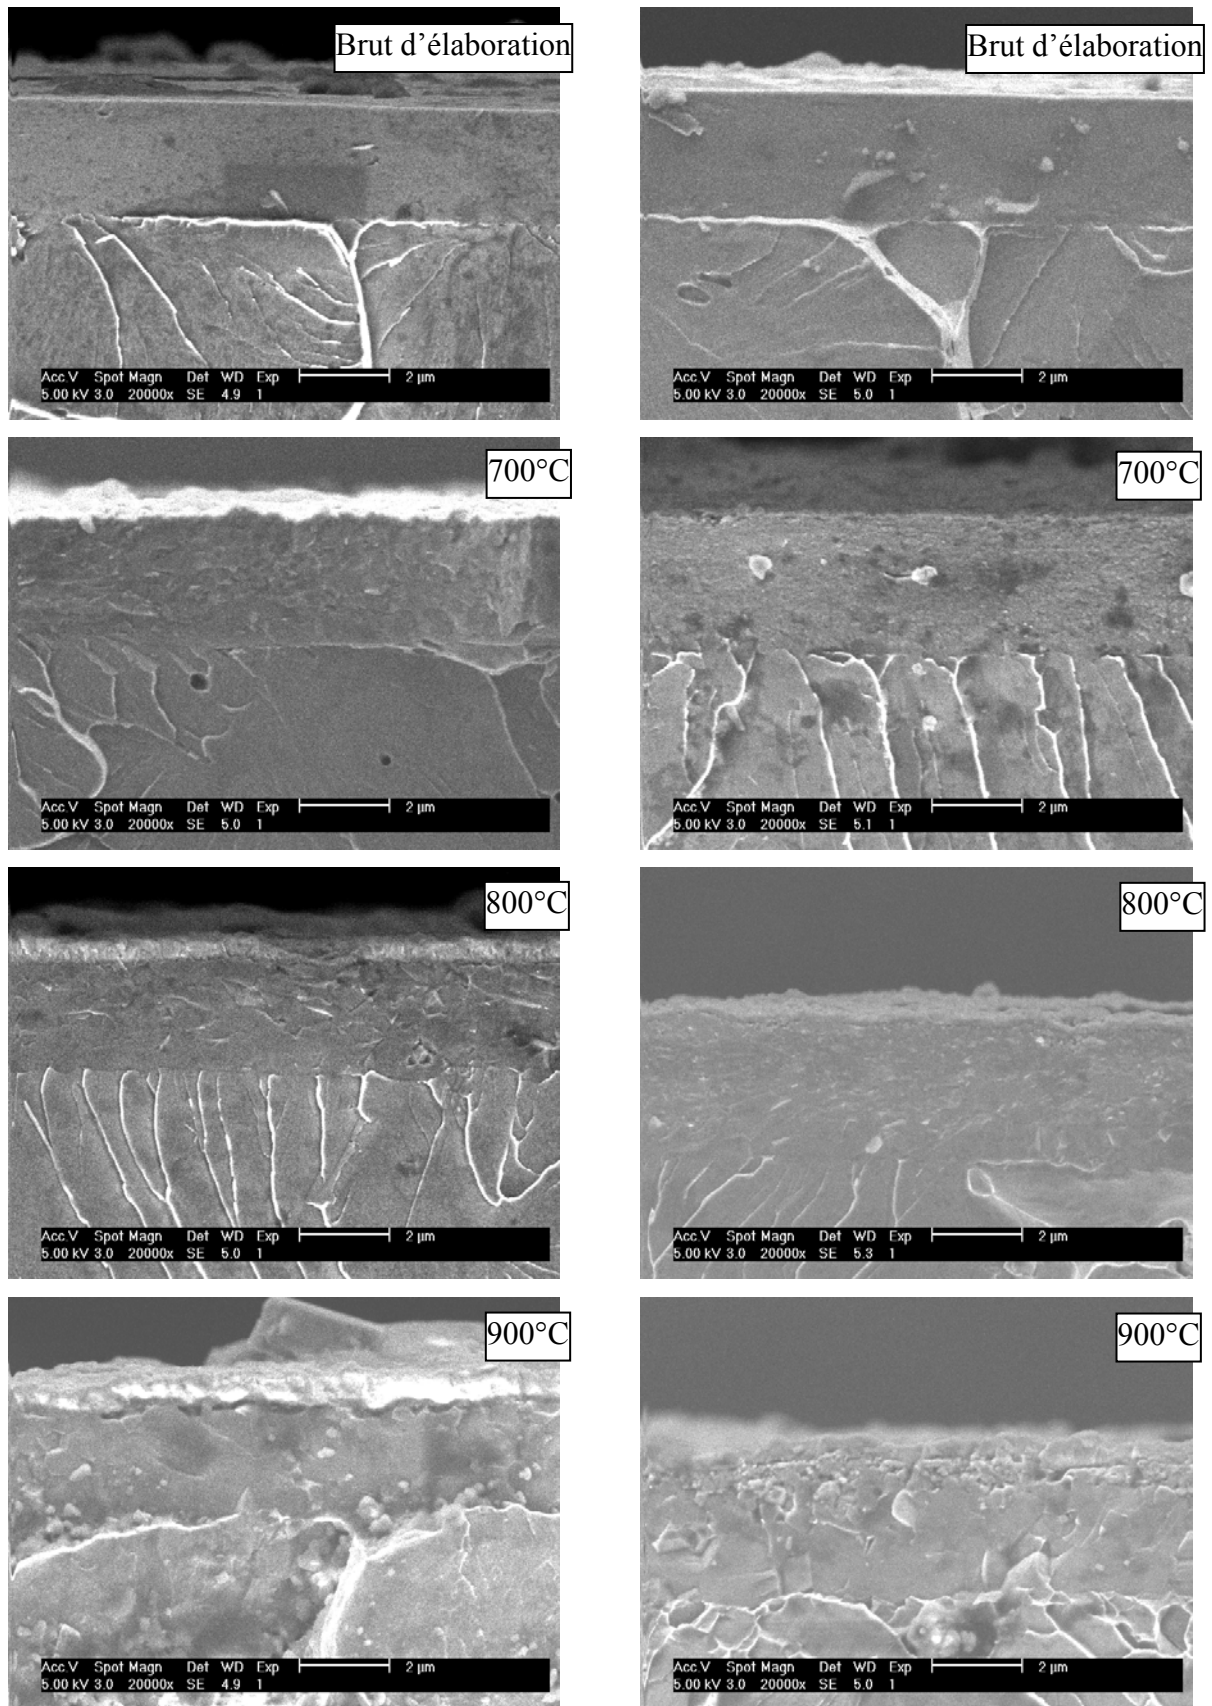 Brut d’élaboration
Acc.V Spot Magn Det WD Exp 2 µm
5.00 kV 3.0 20000x SE 4.9 1
Brut d’élaboration
Acc.V Spot Magn Det WD Exp 2 µm
5.00 kV 3.0 20000x SE 5.0 1
700°C
Acc.V Spot Magn Det WD Exp 2 µm
5.00 kV 3.0 20000x SE 5.0 1
700°C
Acc.V Spot Magn Det WD Exp 2 µm
5.00 kV 3.0 20000x SE 5.1 1
800°C
Acc.V Spot Magn Det WD Exp 2 µm
5.00 kV 3.0 20000x SE 5.0 1
800°C
Acc.V Spot Magn Det WD Exp 2 µm
5.00 kV 3.0 20000x SE 5.3 1
900°C
Acc.V Spot Magn Det WD Exp 2 µm
5.00 kV 3.0 20000x SE 4.9 1
900°C
Acc.V Spot Magn Det WD Exp 2 µm
5.00 kV 3.0 20000x SE 5.0 1